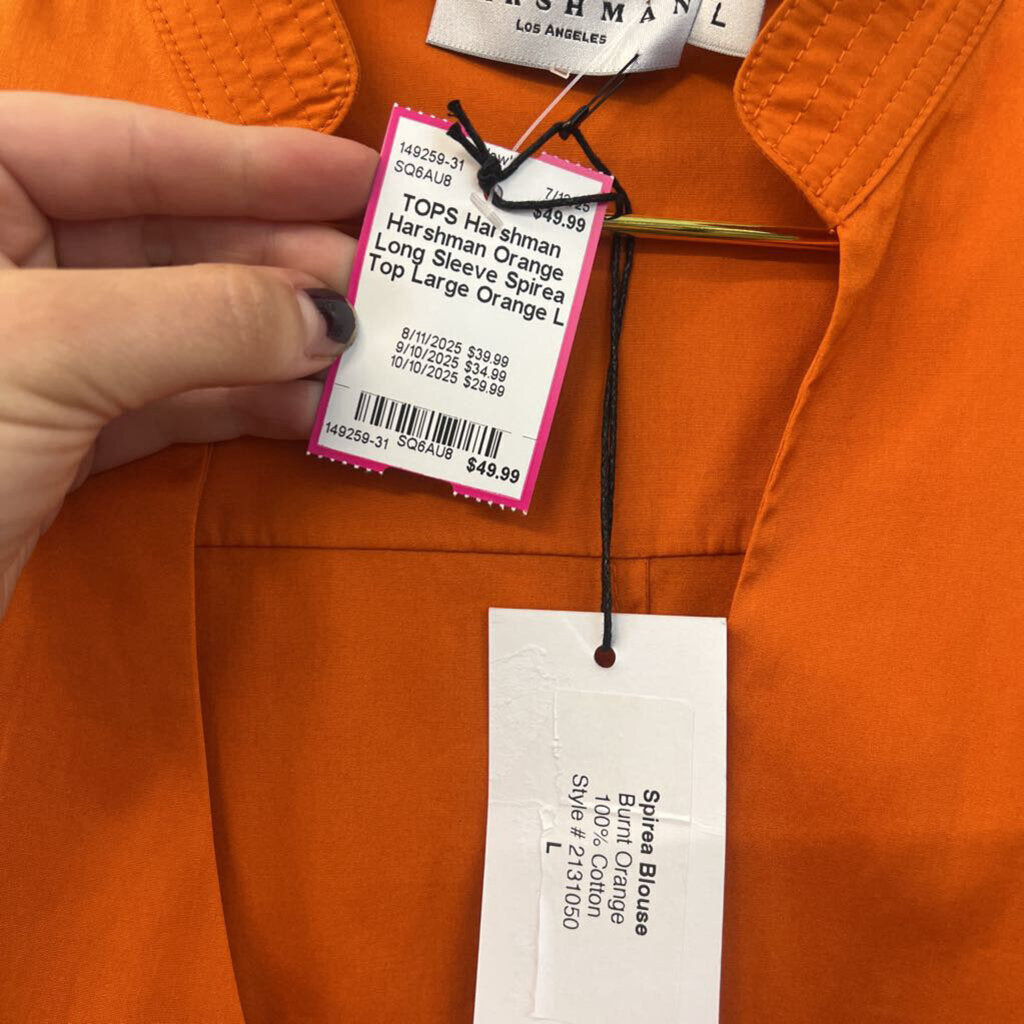 L
LOS ANGELES
149259-31
SQ6AU8
$49.99
TOPS Harshman
Harshman Orange
Long Sleeve Spirea
Top Large Orange L
8/11/2025 $39.99
9/10/2025 $34.99
10/10/2025 $29.99
149259-31 SQ6AU8
$49.99
Spirea Blouse
Burnt Orange
100% Cotton
Style # 2131050
L